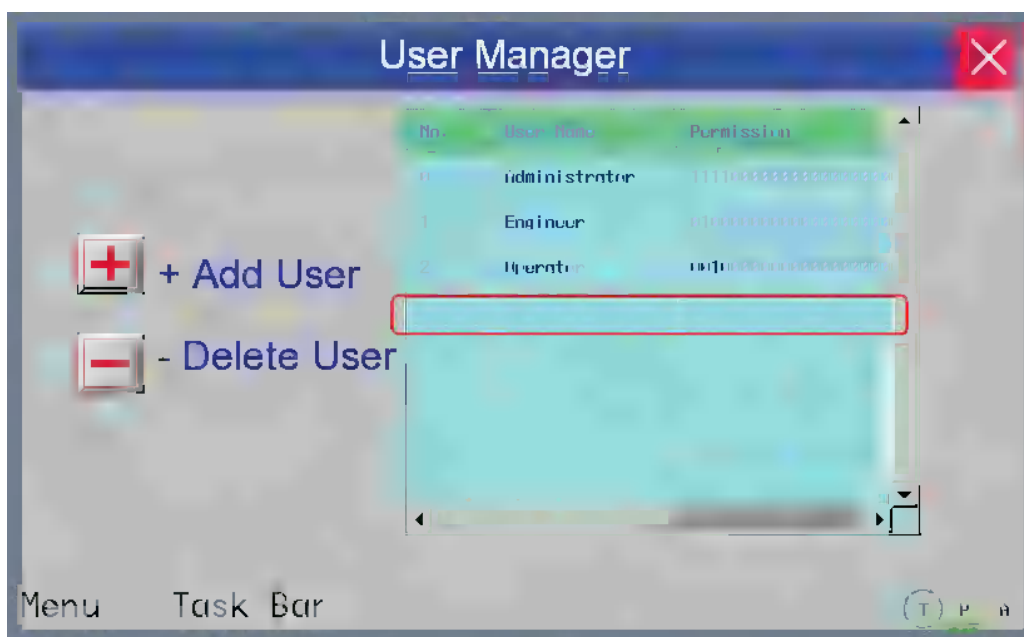 User Manager
No. User Name Permission
0 Administrator
1 Engineer
2 Operator
+ Add User
- Delete User
Menu Task Bar
T P A